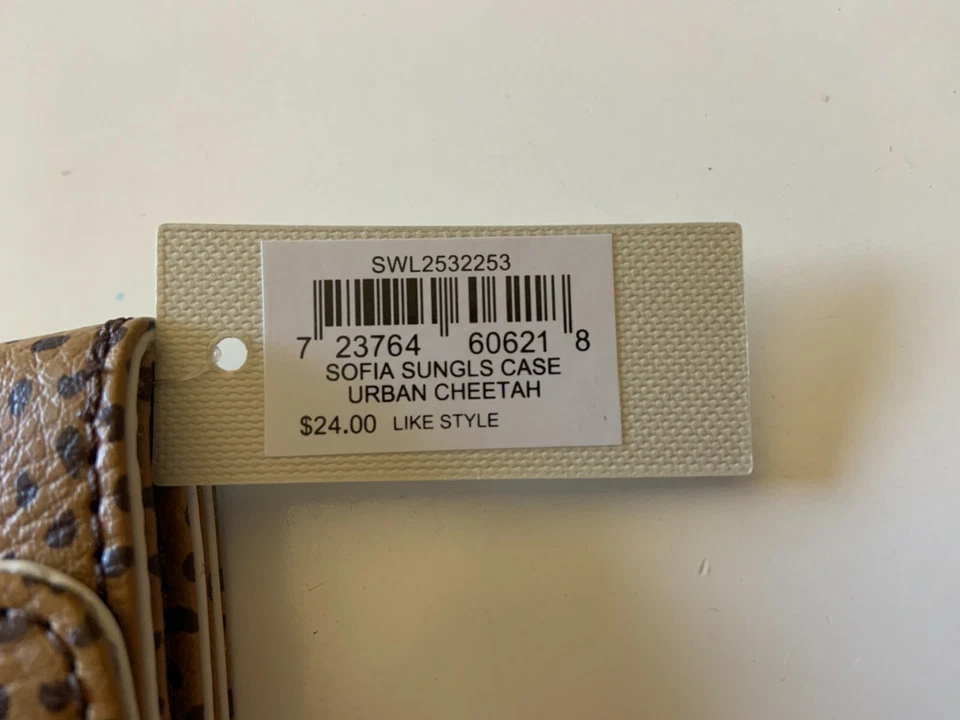 SWL2532253
7 23764 60621 8
SOFIA SUNGLS CASE
URBAN CHEETAH
$24.00 LIKE STYLE